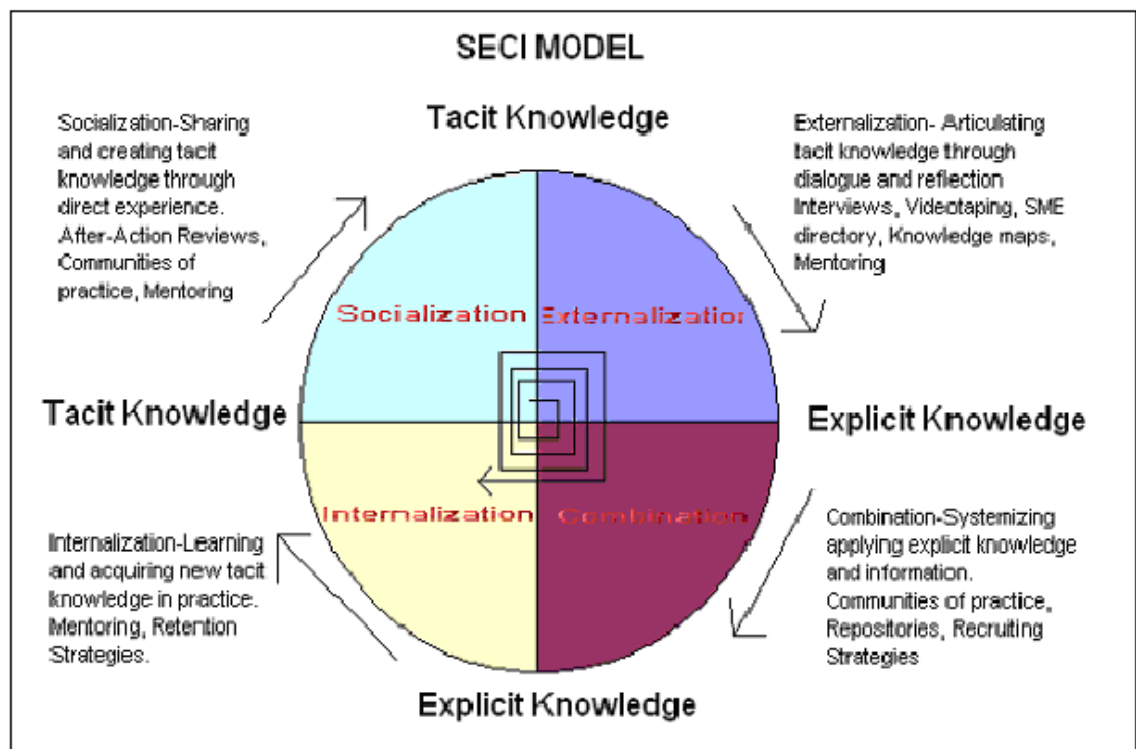 SECI MODEL
Tacit Knowledge
Socialization-Sharing
and creating tacit
knowledge through
direct experience.
After-Action Reviews,
Communities of
practice, Mentoring
Externalization- Articulating
tacit knowledge through
dialogue and reflection
Interviews, Videotaping, SME
directory, Knowledge maps,
Mentoring
Socialization
Externalization
Tacit Knowledge
Explicit Knowledge
Internalization
Combination
Internalization-Learning
and acquiring new tacit
knowledge in practice.
Mentoring, Retention
Strategies.
Combination-Systemizing
applying explicit knowledge
and information.
Communities of practice,
Repositories, Recruiting
Strategies
Explicit Knowledge